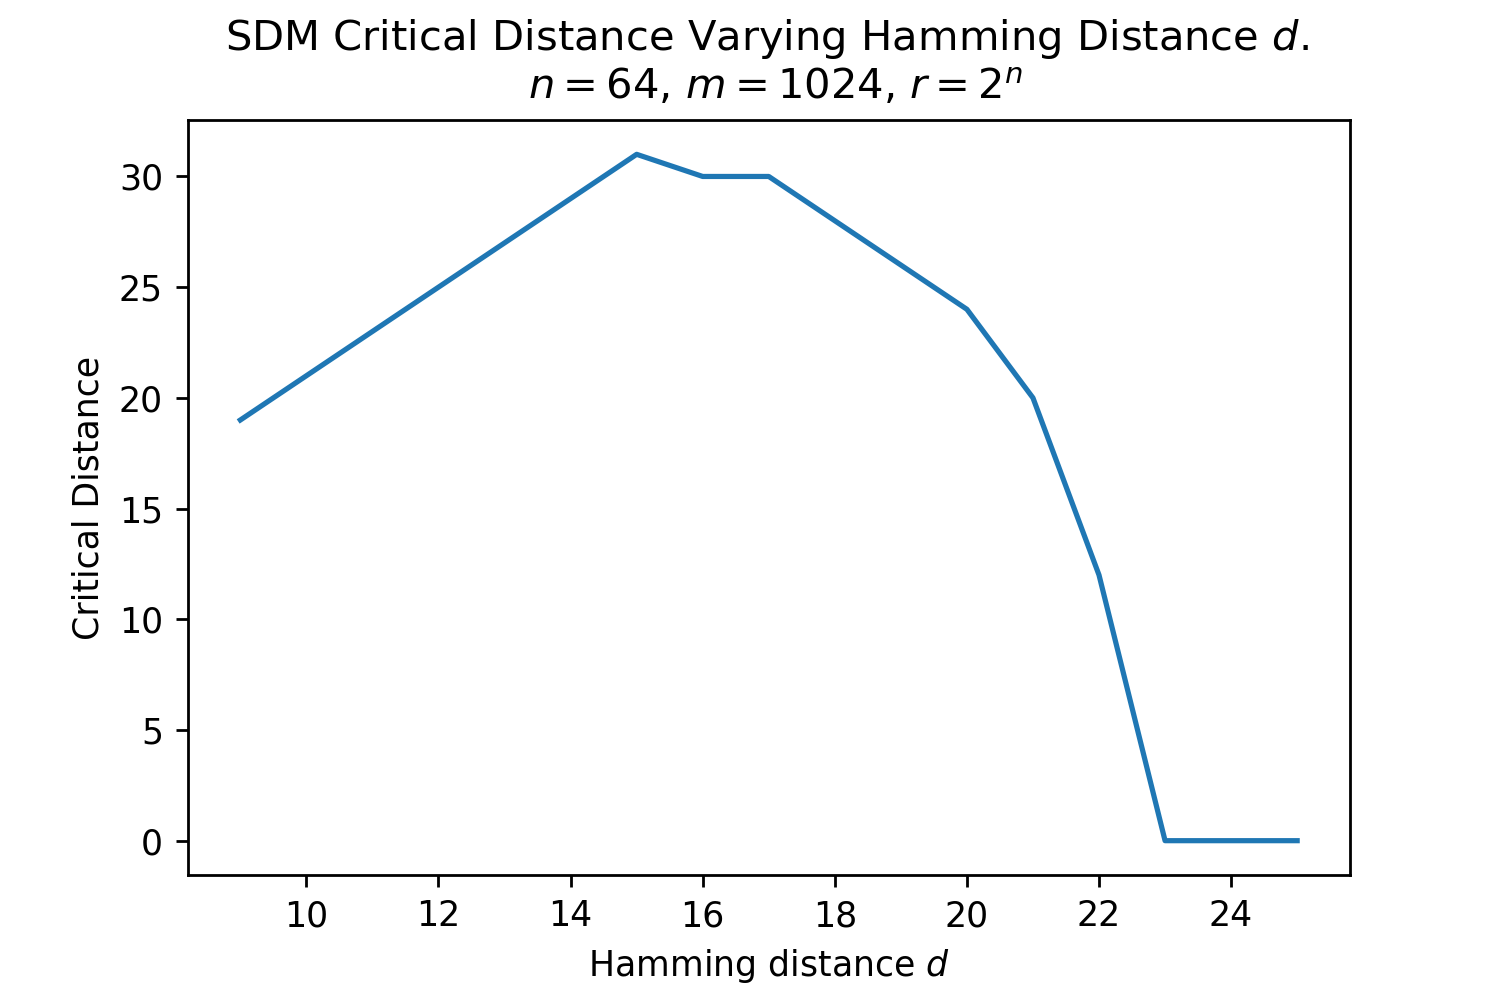 SDM Critical Distance Varying Hamming Distance d.
n = 64, m = 1024, r = 2ⁿ
30
25
20
15
10
5
0
Critical Distance
10 12 14 16 18 20 22 24
Hamming distance d